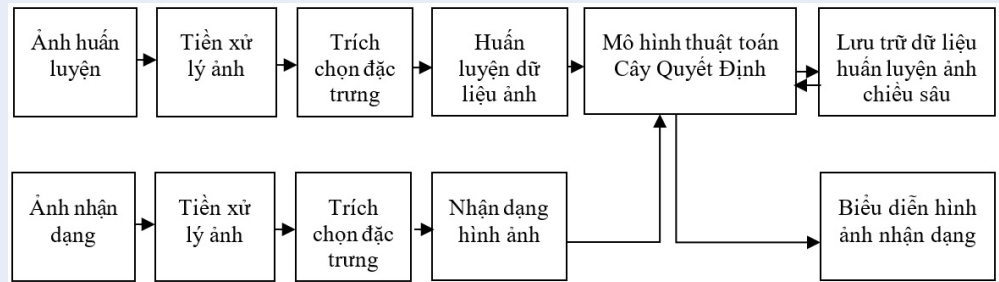 Ảnh huấn
luyện
Tiền xử
lý ảnh
Trích
chọn đặc
trưng
Huấn
luyện dữ
liệu ảnh
Mô hình thuật toán
Cây Quyết Định
Lưu trữ dữ liệu
huấn luyện ảnh
chiều sâu
Ảnh nhận
dạng
Tiền xử
lý ảnh
Trích
chọn đặc
trưng
Nhận dạng
hình ảnh
Biểu diễn hình
ảnh nhận dạng